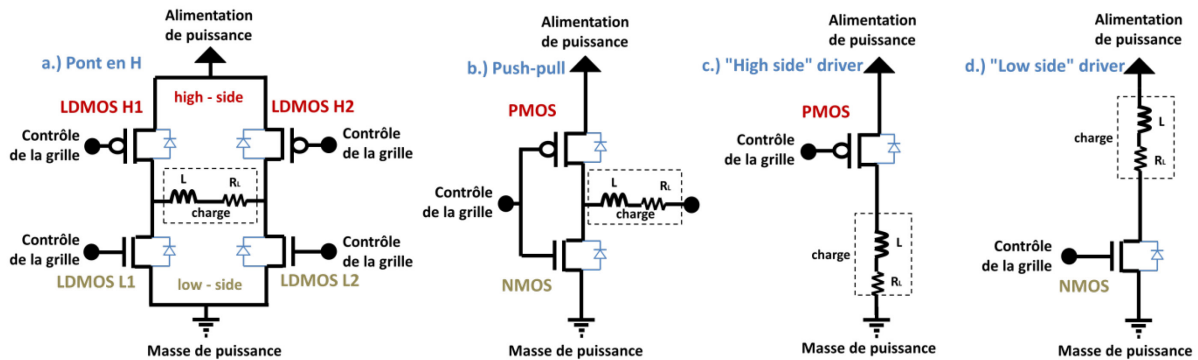 Alimentation
de puissance
a.) Pont en H
high - side
LDMOS H1
LDMOS H2
Contrôle
de la grille
Contrôle
de la grille
L
RL
charge
Contrôle
de la grille
Contrôle
de la grille
LDMOS L1
low - side
LDMOS L2
Masse de puissance
Alimentation
de puissance
b.) Push-pull
PMOS
Contrôle
de la grille
L
RL
charge
NMOS
Masse de puissance
Alimentation
de puissance
c.) "High side" driver
PMOS
Contrôle
de la grille
charge
L
RL
Masse de puissance
Alimentation
de puissance
d.) "Low side" driver
charge
L
RL
Contrôle
de la grille
NMOS
Masse de puissance